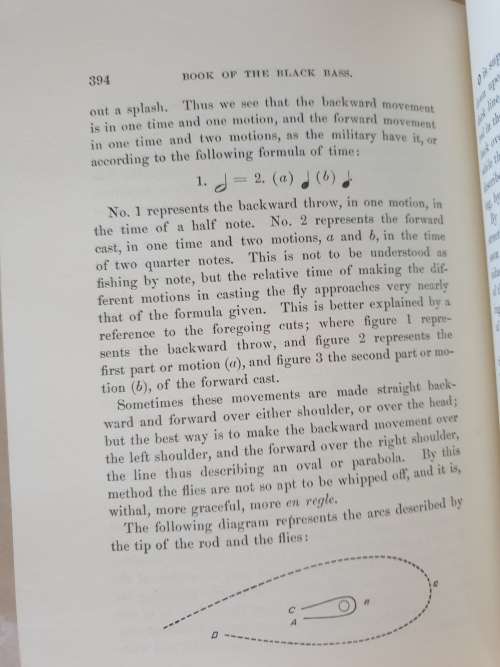 394 BOOK OF THE BLACK BASS.
out a splash. Thus we see that the backward movement
is in one time and one motion, and the forward movement
in one time and two motions, as the military have it, or
according to the following formula of time:
1. 𝅗𝅥 = 2. (a) ♩ (b) ♩.
No. 1 represents the backward throw, in one motion, in
the time of a half note. No. 2 represents the forward
cast, in one time and two motions, a and b, in the time
of two quarter notes. This is not to be understood as
fishing by note, but the relative time of making the dif-
ferent motions in casting the fly approaches very nearly
that of the formula given. This is better explained by a
reference to the foregoing cuts; where figure 1 repre-
sents the backward throw, and figure 2 represents the
first part or motion (a), and figure 3 the second part or mo-
tion (b), of the forward cast.
Sometimes these movements are made straight back-
ward and forward over either shoulder, or over the head;
but the best way is to make the backward movement over
the left shoulder, and the forward over the right shoulder,
the line thus describing an oval or parabola. By this
method the flies are not so apt to be whipped off, and it is,
withal, more graceful, more en regle.
The following diagram represents the arcs described by
the tip of the rod and the flies:
C
A
D